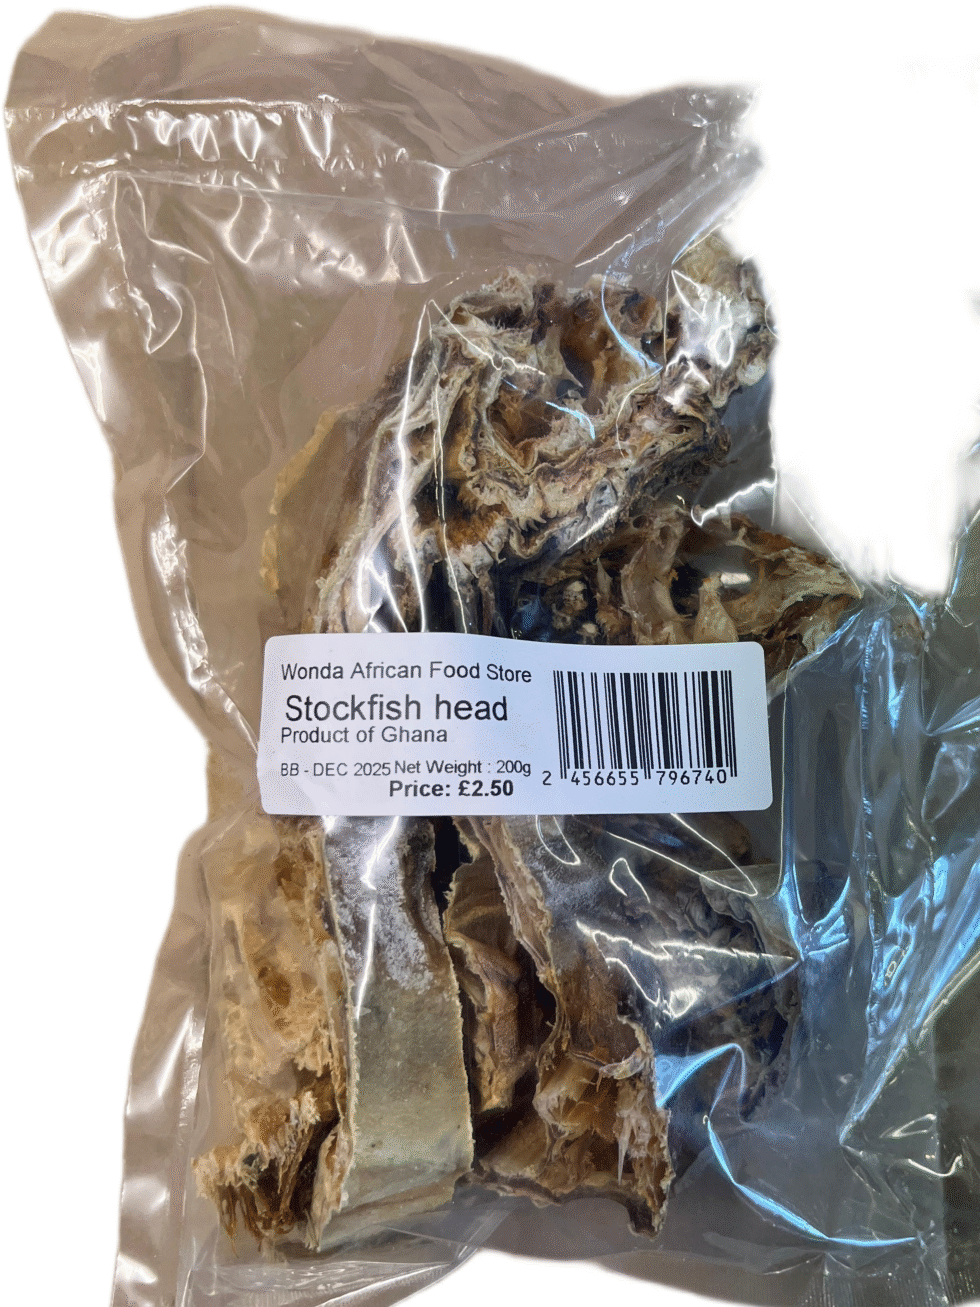 Wonda African Food Store
Stockfish head
Product of Ghana
BB - DEC 2025 Net Weight : 200g
Price: £2.50
2 456655 796740